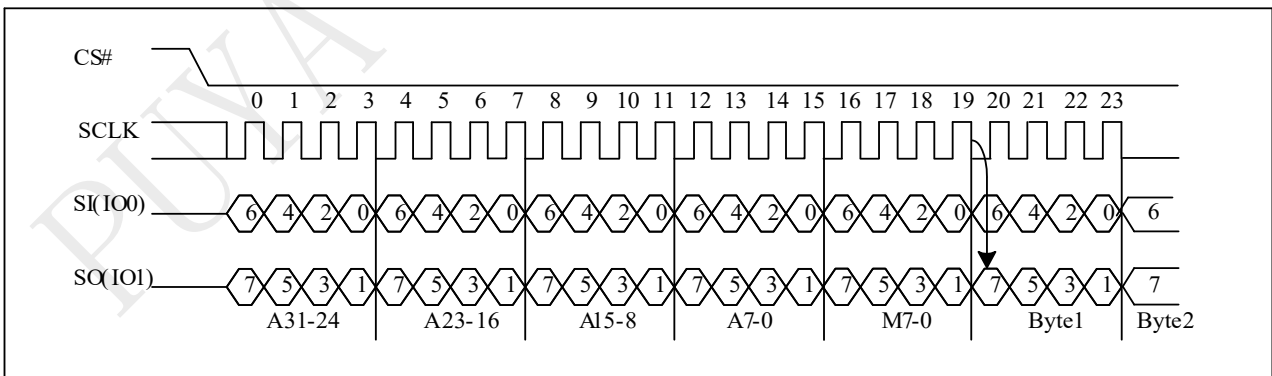 PUYA
CS#
0 1 2 3 4 5 6 7 8 9 10 11 12 13 14 15 16 17 18 19 20 21 22 23
SCLK
SI(IO0) 6 4 2 0 6 4 2 0 6 4 2 0 6 4 2 0 6 4 2 0 6 4 2 0 6
SO(IO1) 7 5 3 1 7 5 3 1 7 5 3 1 7 5 3 1 7 5 3 1 7 5 3 1 7
A31-24 A23-16 A15-8 A7-0 M7-0 Byte1 Byte2